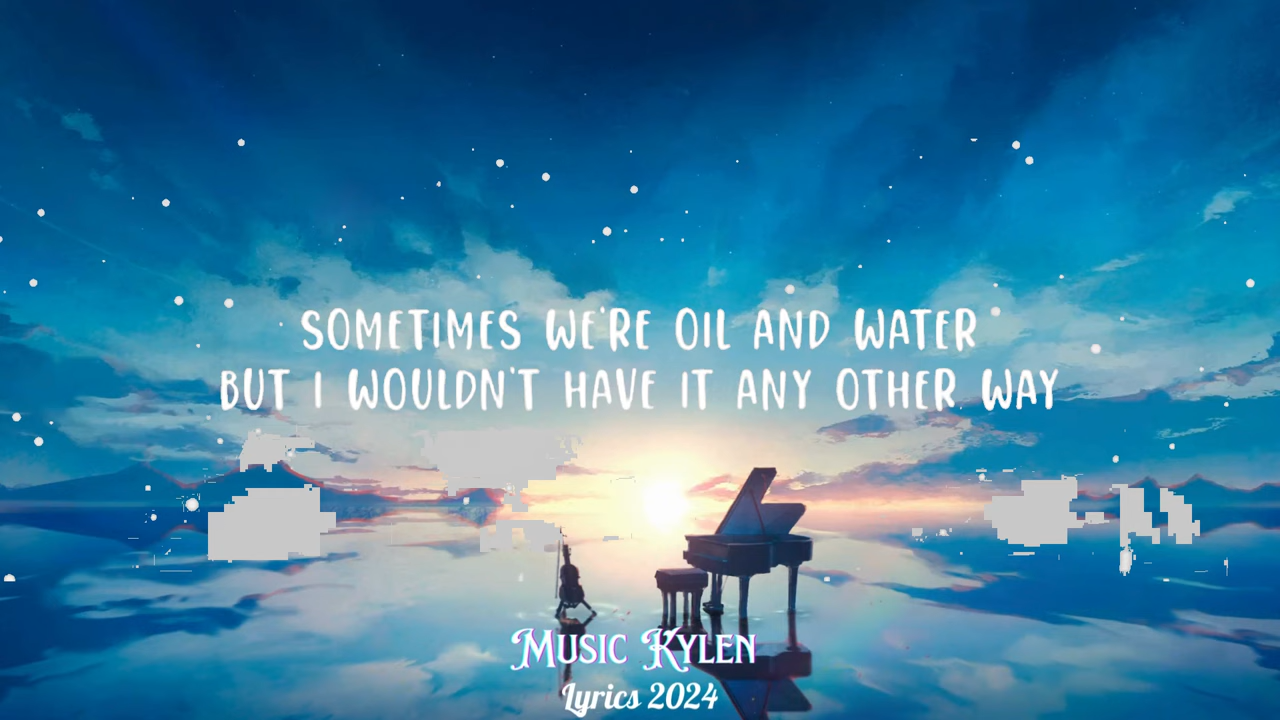 SOMETIMES WE'RE OIL AND WATER
BUT I WOULDN'T HAVE IT ANY OTHER WAY
MUSIC KYLEN
Lyrics 2024